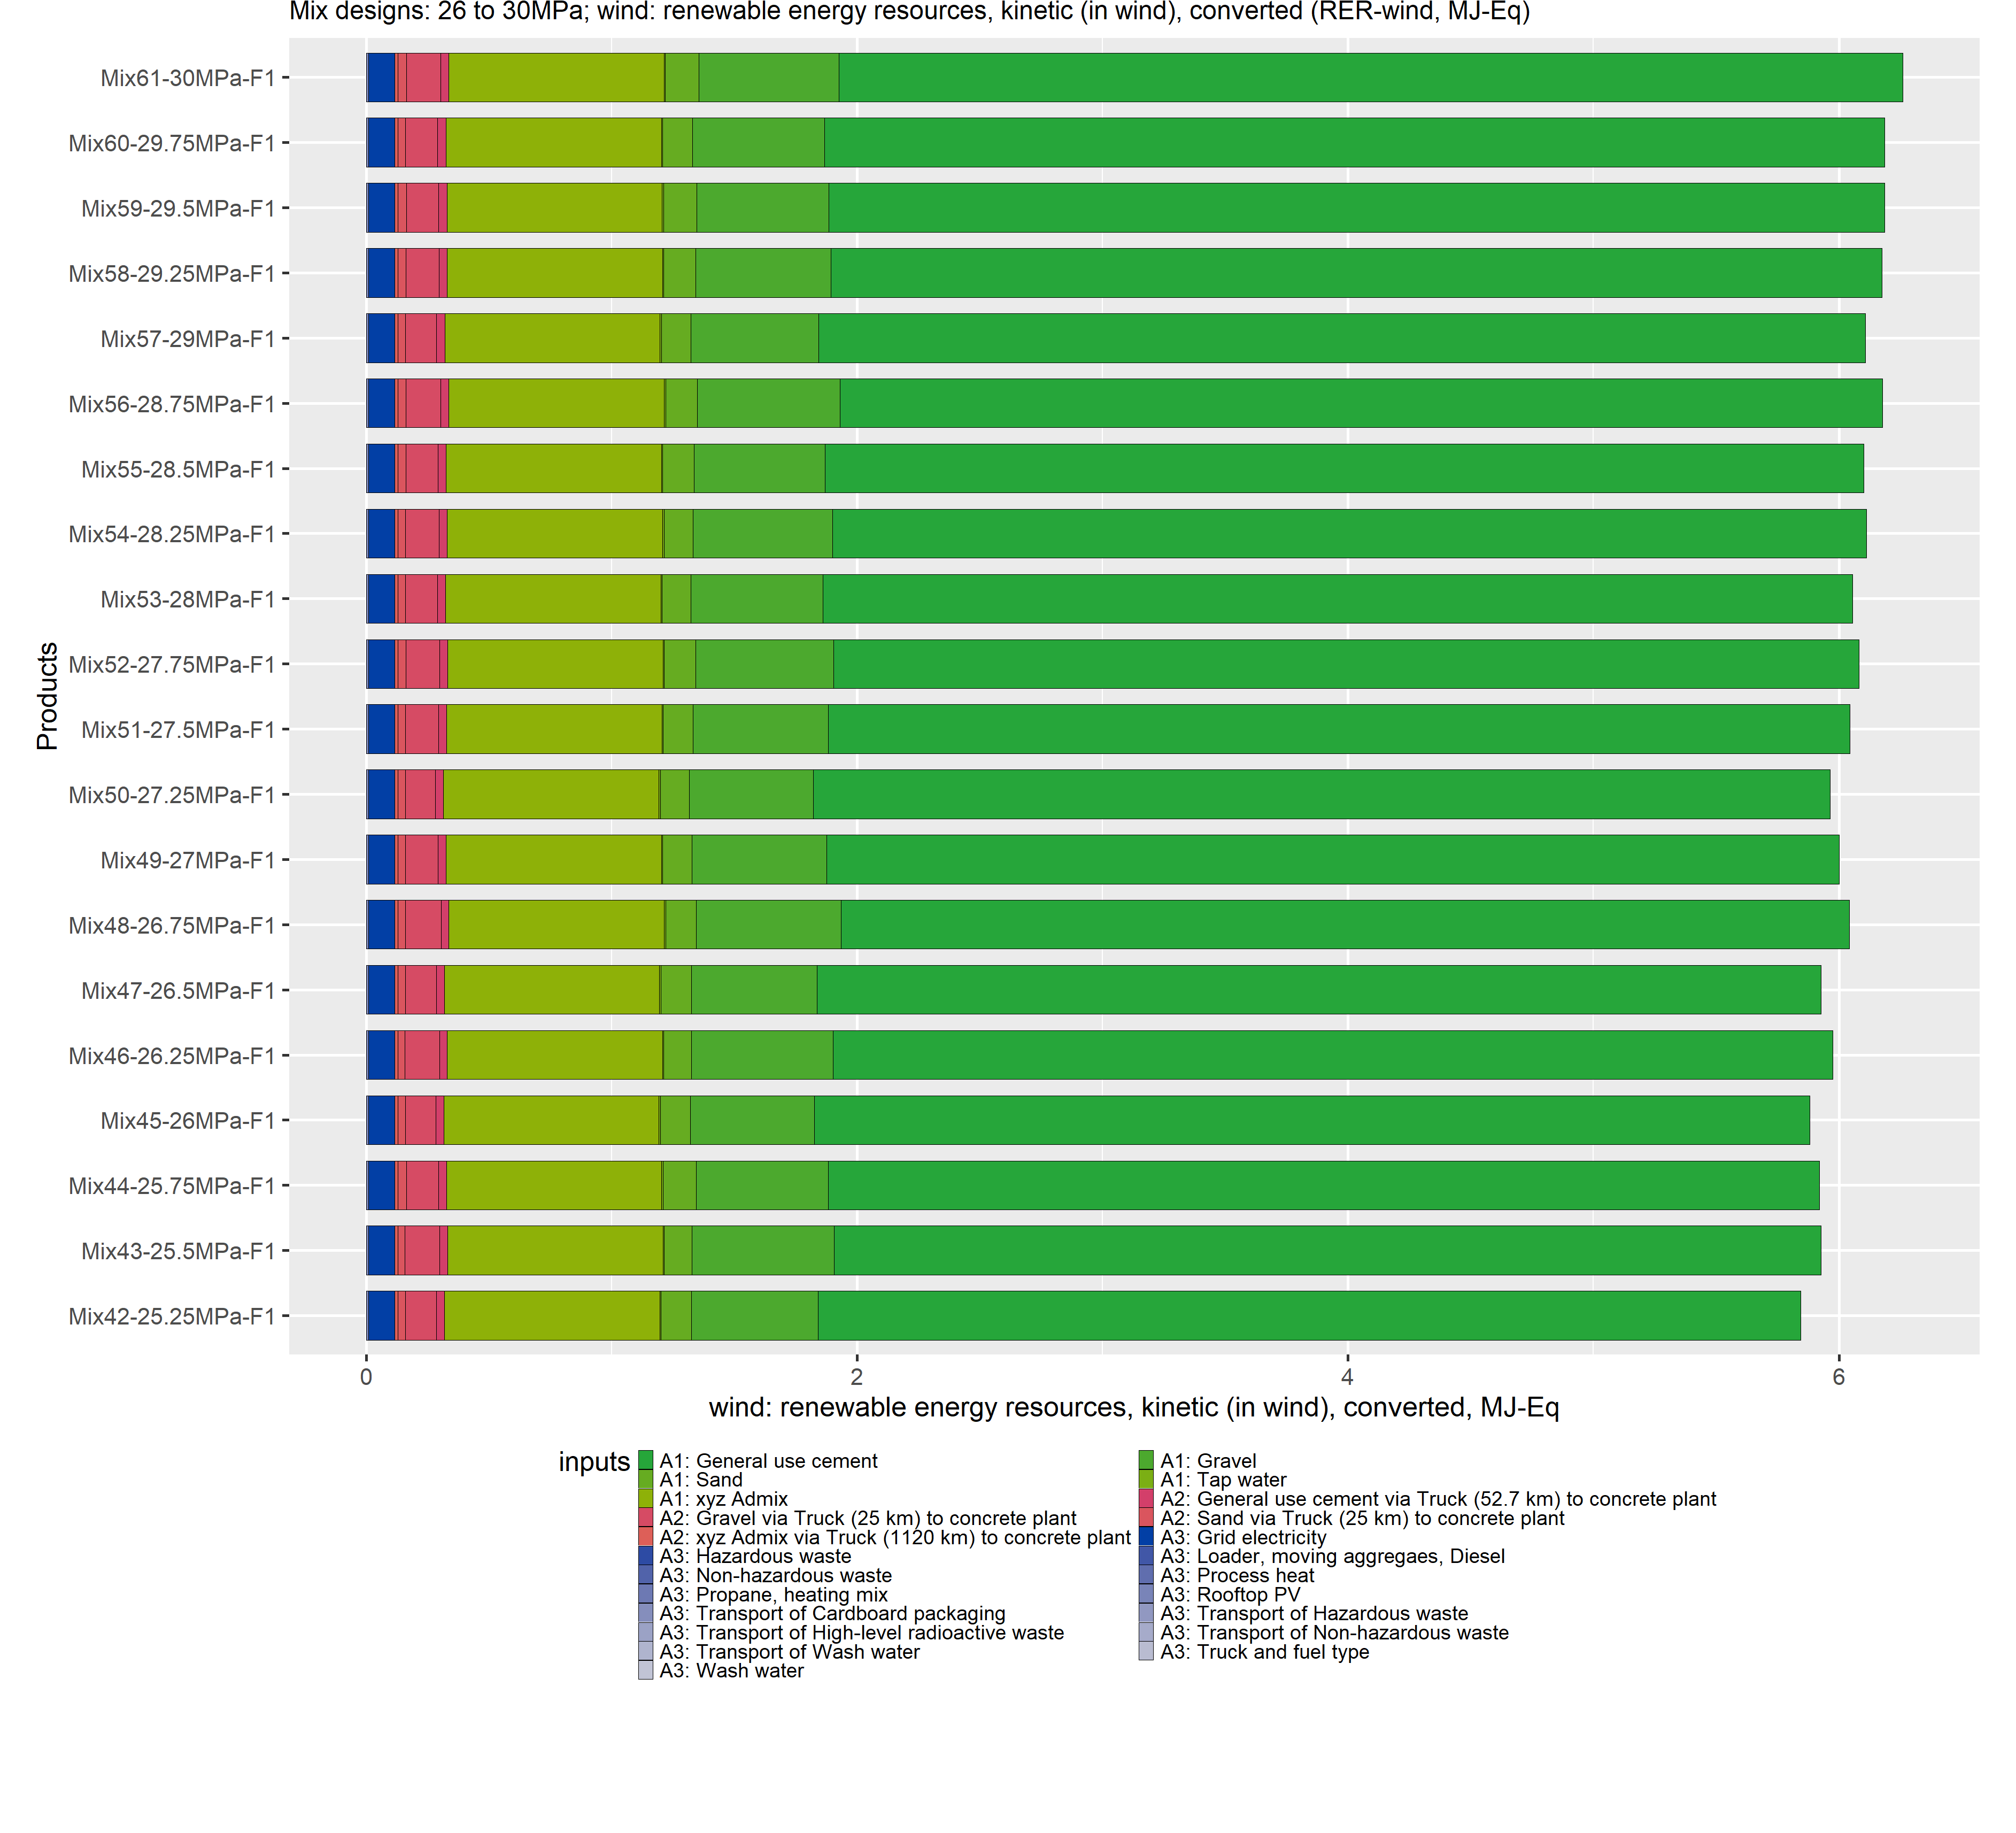 Mix designs: 26 to 30MPa; wind: renewable energy resources, kinetic (in wind), converted (RER-wind, MJ-Eq)
Products
Mix61-30MPa-F1
Mix60-29.75MPa-F1
Mix59-29.5MPa-F1
Mix58-29.25MPa-F1
Mix57-29MPa-F1
Mix56-28.75MPa-F1
Mix55-28.5MPa-F1
Mix54-28.25MPa-F1
Mix53-28MPa-F1
Mix52-27.75MPa-F1
Mix51-27.5MPa-F1
Mix50-27.25MPa-F1
Mix49-27MPa-F1
Mix48-26.75MPa-F1
Mix47-26.5MPa-F1
Mix46-26.25MPa-F1
Mix45-26MPa-F1
Mix44-25.75MPa-F1
Mix43-25.5MPa-F1
Mix42-25.25MPa-F1
0 2 4 6
wind: renewable energy resources, kinetic (in wind), converted, MJ-Eq
inputs
A1: General use cement A1: Gravel
A1: Sand A1: Tap water
A1: xyz Admix A2: General use cement via Truck (52.7 km) to concrete plant
A2: Gravel via Truck (25 km) to concrete plant A2: Sand via Truck (25 km) to concrete plant
A2: xyz Admix via Truck (1120 km) to concrete plant A3: Grid electricity
A3: Hazardous waste A3: Loader, moving aggregaes, Diesel
A3: Non-hazardous waste A3: Process heat
A3: Propane, heating mix A3: Rooftop PV
A3: Transport of Cardboard packaging A3: Transport of Hazardous waste
A3: Transport of High-level radioactive waste A3: Transport of Non-hazardous waste
A3: Transport of Wash water A3: Truck and fuel type
A3: Wash water